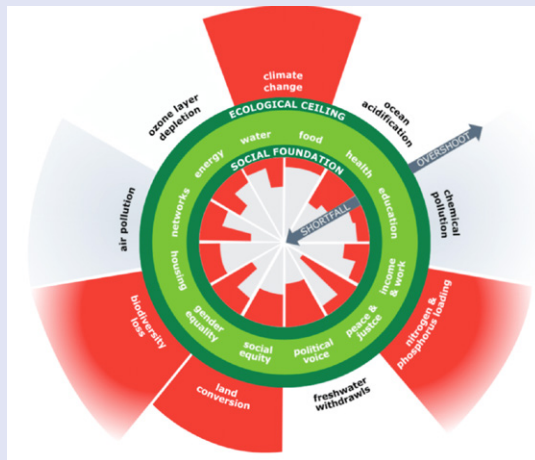 climate
change
ocean
acidification
chemical
pollution
nitrogen &
phosphorus loading
freshwater
withdrawls
land
conversion
biodiversity
loss
air pollution
ozone layer
depletion
ECOLOGICAL CEILING
OVERSHOOT
water
food
health
education
income
& work
peace &
justce
political
voice
social
equity
gender
equality
housing
networks
energy
SOCIAL FOUNDATION
SHORTFALL